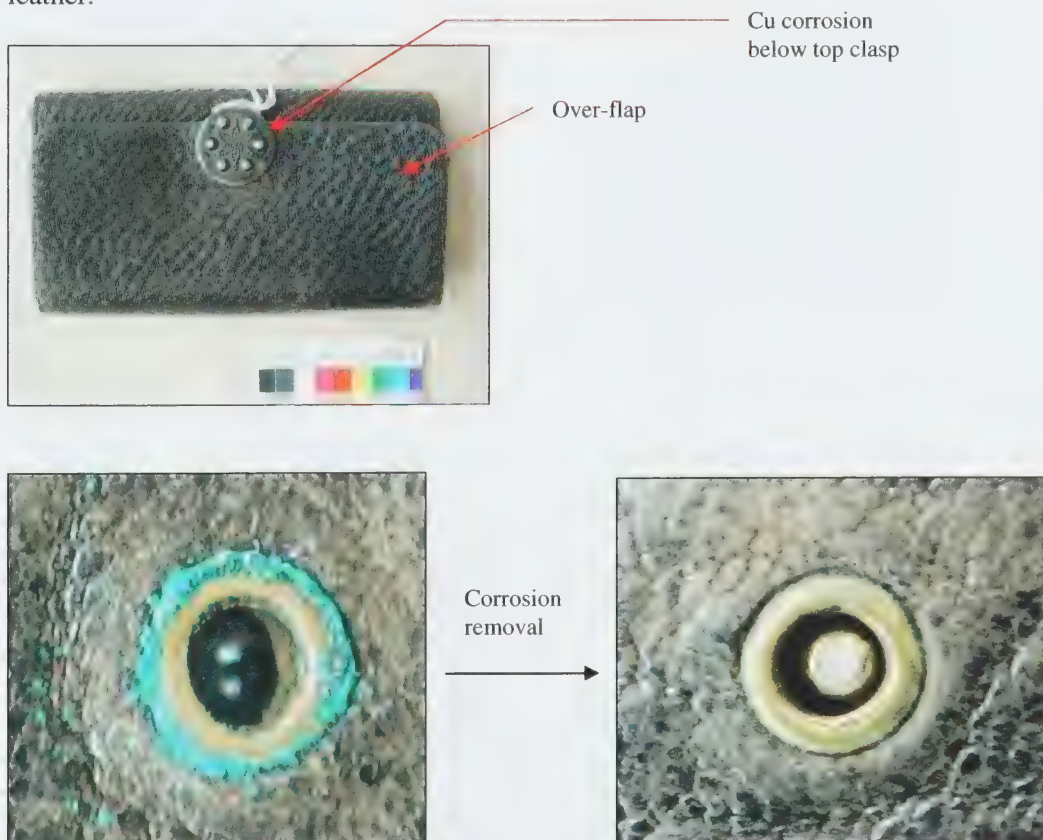 leather.
Cu corrosion
below top clasp
Over-flap
Corrosion
removal